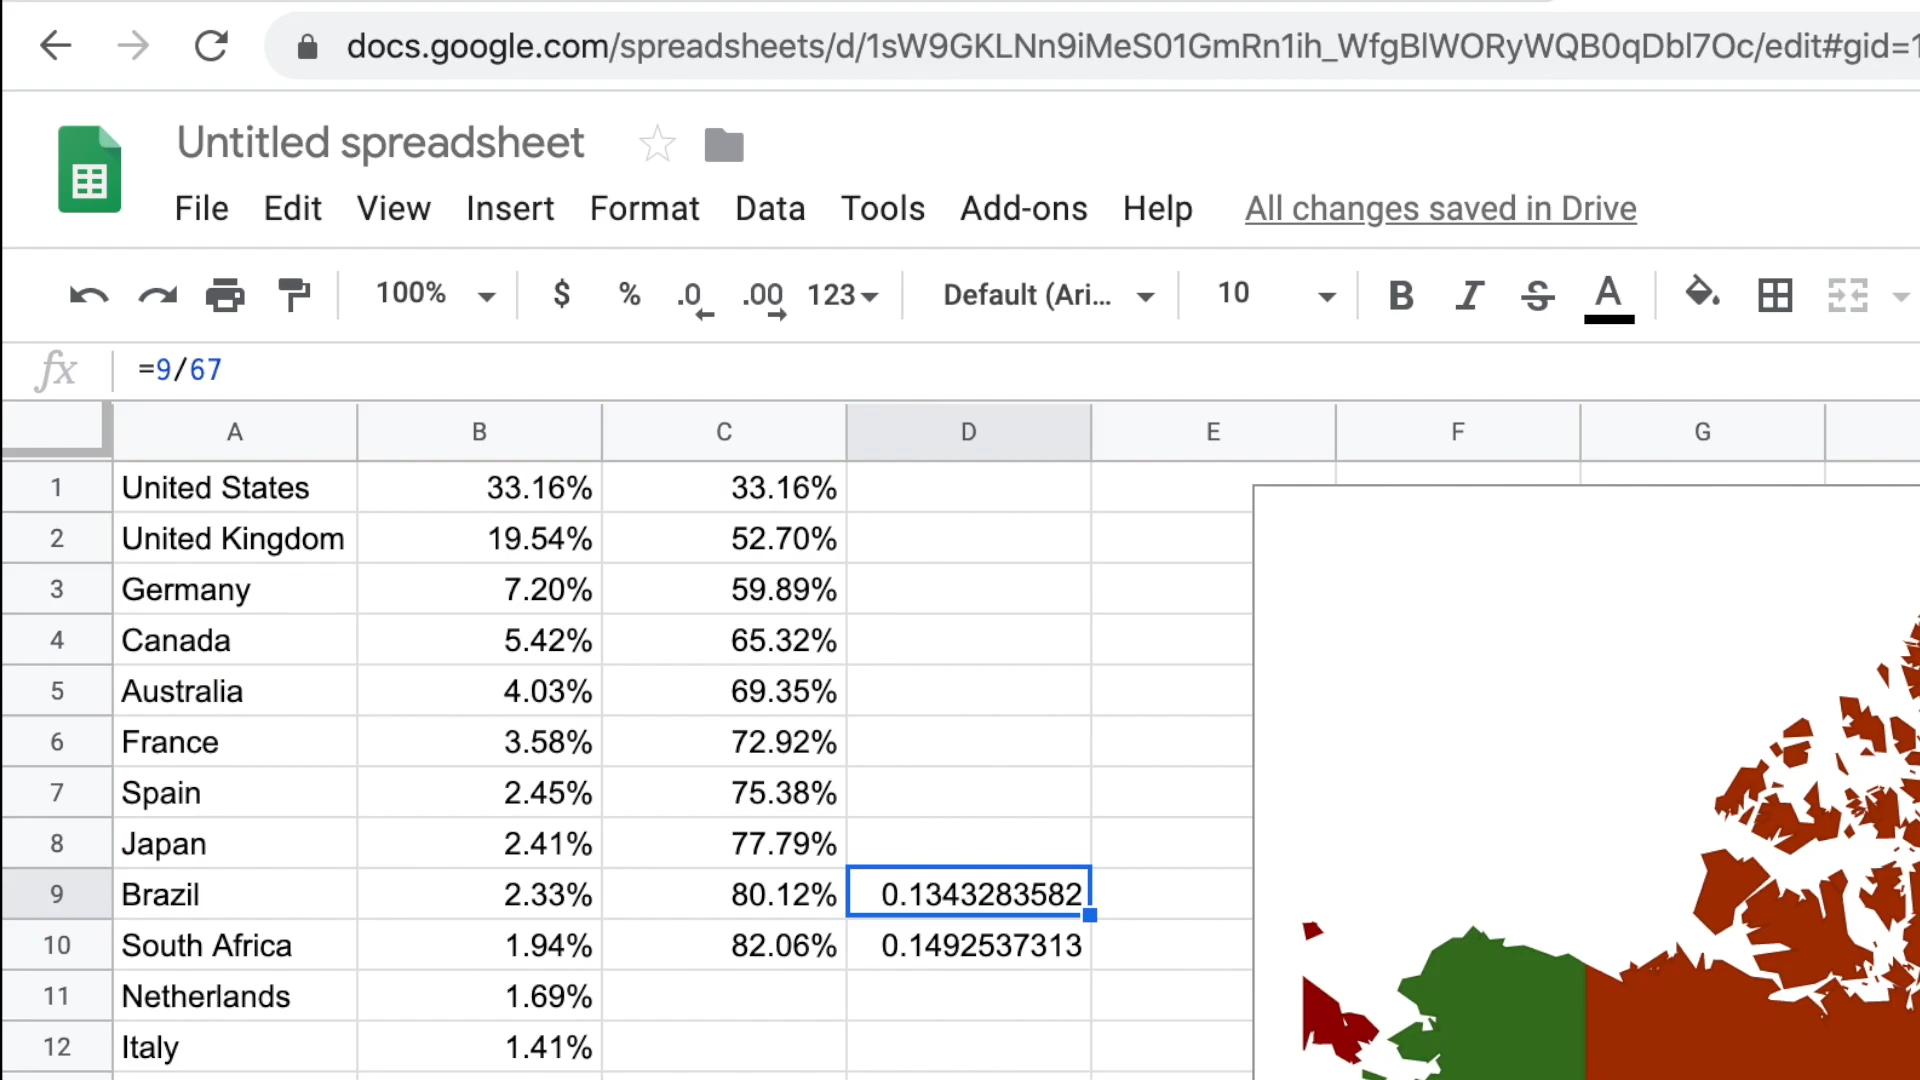 docs.google.com/spreadsheets/d/1sW9GKLNn9iMeS01GmRn1ih_WfgBlWORyWQB0qDbl7Oc/edit#gid=1
Untitled spreadsheet
File Edit View Insert Format Data Tools Add-ons Help All changes saved in Drive
100% $ % .0 .00 123 Default (Ari... 10 B I S A
fx =9/67
A B C D E F G
1 United States 33.16% 33.16%
2 United Kingdom 19.54% 52.70%
3 Germany 7.20% 59.89%
4 Canada 5.42% 65.32%
5 Australia 4.03% 69.35%
6 France 3.58% 72.92%
7 Spain 2.45% 75.38%
8 Japan 2.41% 77.79%
9 Brazil 2.33% 80.12% 0.1343283582
10 South Africa 1.94% 82.06% 0.1492537313
11 Netherlands 1.69%
12 Italy 1.41%